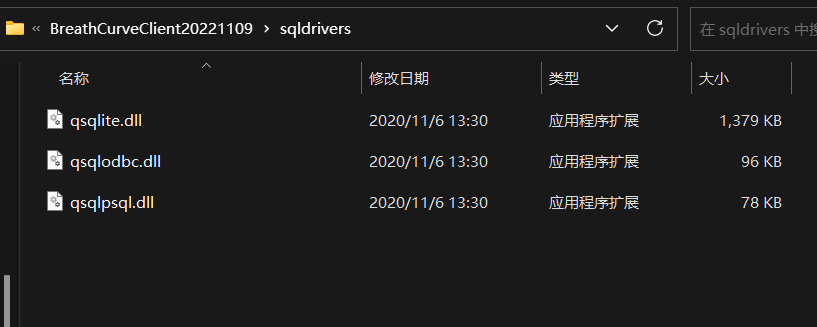 « BreathCurveClient20221109 › sqldrivers
在 sqldrivers 中
名称 修改日期 类型 大小
qsqlite.dll 2020/11/6 13:30 应用程序扩展 1,379 KB
qsqlodbc.dll 2020/11/6 13:30 应用程序扩展 96 KB
qsqlpsql.dll 2020/11/6 13:30 应用程序扩展 78 KB